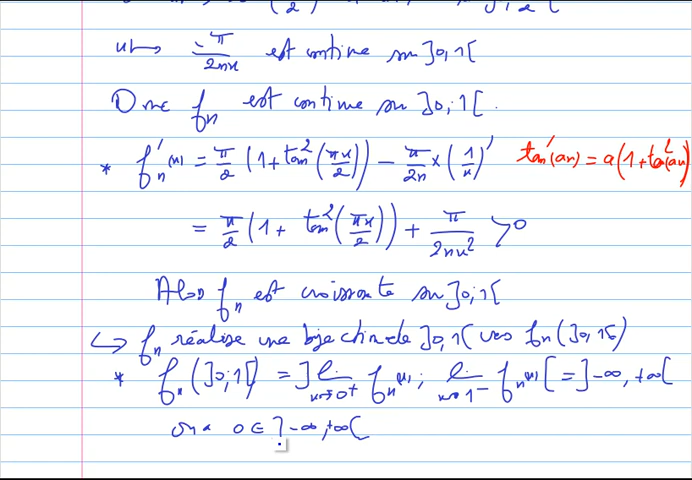 x ↦ -π/2nx est continue sur ]0,1[
Donc fn est continue sur ]0;1[.
* fn'(x) = π/2 (1+tan²(πx/2)) - π/2n × (1/x)' tan'(ax) = a(1+tan²(ax)
= π/2 (1+ tan²(πx/2)) + π/2nx² >0
Alors fn est croissante sur ]0,1[
↳ fn réalise une bijection de ]0,1[ vers fn(]0,1[)
* fn(]0;1[) = ]lim x→0⁺ fn(x); lim x→1⁻ fn(x)[ = ]-∞,+∞[
on a 0 ∈ ]-∞,+∞[